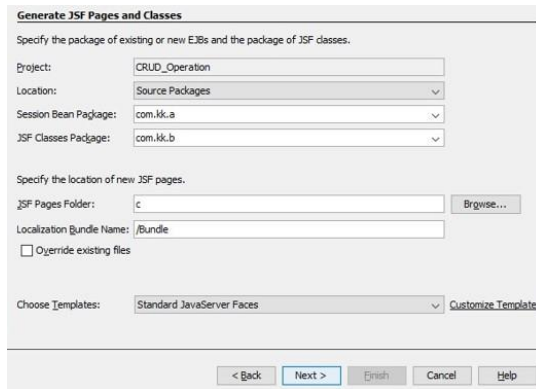 Generate JSF Pages and Classes
Specify the package of existing or new EJBs and the package of JSF classes.
Project: CRUD_Operation
Location: Source Packages
Session Bean Package: com.kk.a
JSF Classes Package: com.kk.b
Specify the location of new JSF pages.
JSF Pages Folder: c Browse...
Localization Bundle Name: /Bundle
Override existing files
Choose Templates: Standard JavaServer Faces Customize Template
< Back Next > Finish Cancel Help